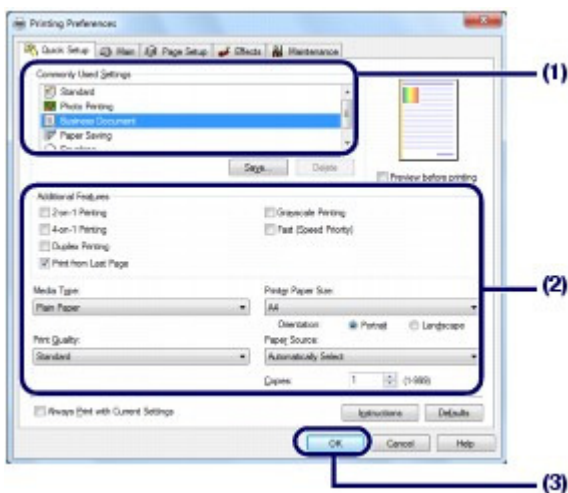 Printing Preferences
Quick Setup Main Page Setup Effects Maintenance
Commonly Used Settings
(1)
Standard
Photo Printing
Business Document
Paper Saving
Envelope
Save... Delete
Preview before printing
Additional Features
2-on-1 Printing Grayscale Printing
4-on-1 Printing Fast (Speed Priority)
Duplex Printing
Print from Last Page
(2)
Media Type: Printer Paper Size:
Plain Paper A4
Orientation: Portrait Landscape
Print Quality: Paper Source:
Standard Automatically Select
Copies: 1 (1-999)
Always Print with Current Settings Instructions Defaults
OK Cancel Help
(3)